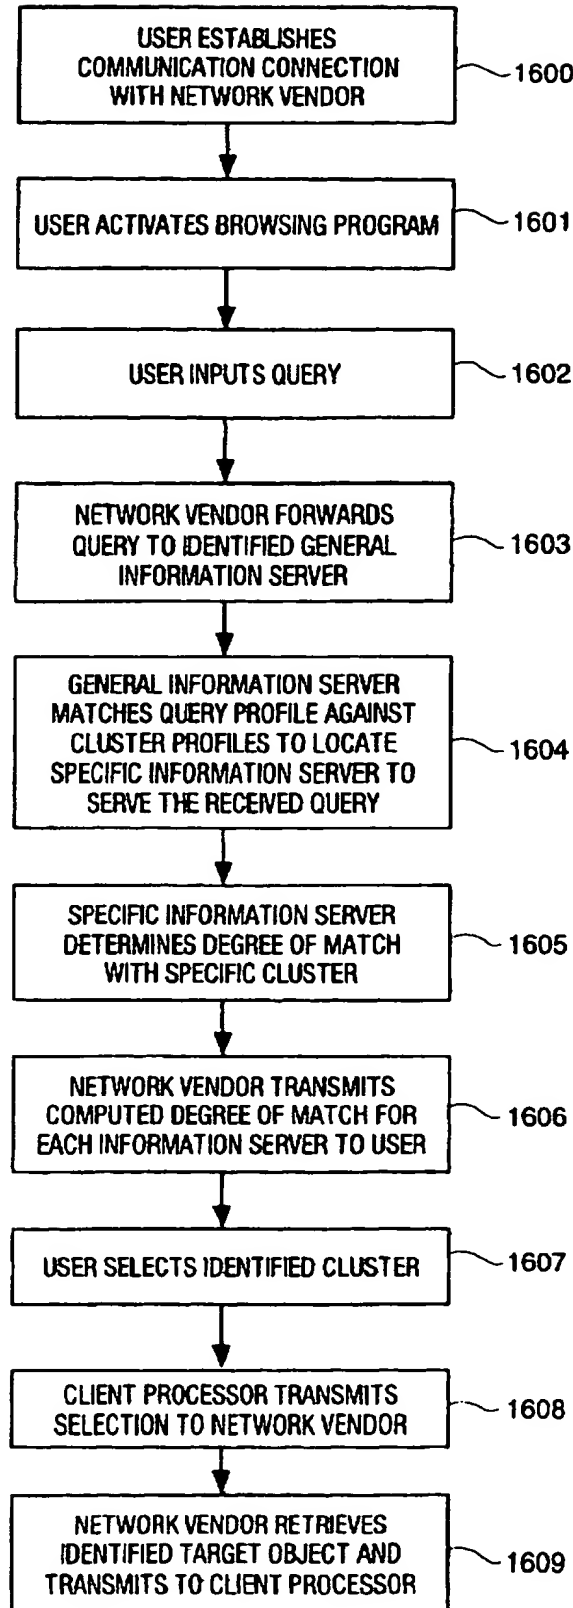 USER ESTABLISHES
COMMUNICATION CONNECTION
WITH NETWORK VENDOR
1600
USER ACTIVATES BROWSING PROGRAM
1601
USER INPUTS QUERY
1602
NETWORK VENDOR FORWARDS
QUERY TO IDENTIFIED GENERAL
INFORMATION SERVER
1603
GENERAL INFORMATION SERVER
MATCHES QUERY PROFILE AGAINST
CLUSTER PROFILES TO LOCATE
SPECIFIC INFORMATION SERVER TO
SERVE THE RECEIVED QUERY
1604
SPECIFIC INFORMATION SERVER
DETERMINES DEGREE OF MATCH
WITH SPECIFIC CLUSTER
1605
NETWORK VENDOR TRANSMITS
COMPUTED DEGREE OF MATCH FOR
EACH INFORMATION SERVER TO USER
1606
USER SELECTS IDENTIFIED CLUSTER
1607
CLIENT PROCESSOR TRANSMITS
SELECTION TO NETWORK VENDOR
1608
NETWORK VENDOR RETRIEVES
IDENTIFIED TARGET OBJECT AND
TRANSMITS TO CLIENT PROCESSOR
1609